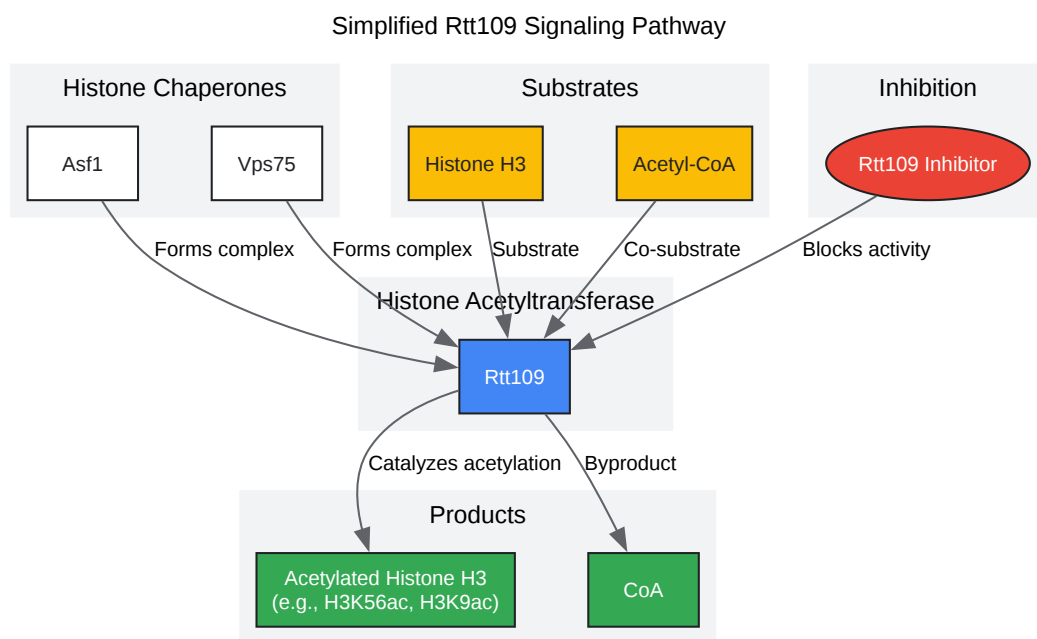 Simplified Rtt109 Signaling Pathway
Histone Chaperones
Substrates
Inhibition
Asf1
Vps75
Histone H3
Acetyl-CoA
Rtt109 Inhibitor
Forms complex
Forms complex
Substrate
Co-substrate
Blocks activity
Histone Acetyltransferase
Rtt109
Catalyzes acetylation
Byproduct
Products
Acetylated Histone H3
(e.g., H3K56ac, H3K9ac)
CoA